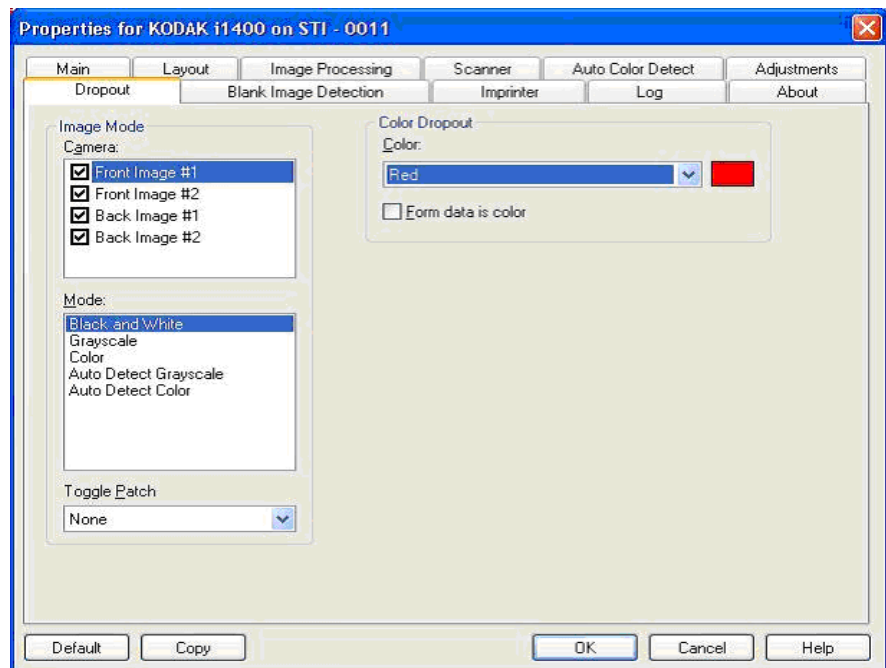 Properties for KODAK i1400 on STI - 0011
Main Layout Image Processing Scanner Auto Color Detect Adjustments
Dropout Blank Image Detection Imprinter Log About
Image Mode
Camera:
Front Image #1
Front Image #2
Back Image #1
Back Image #2
Mode:
Black and White
Grayscale
Color
Auto Detect Grayscale
Auto Detect Color
Toggle Patch
None
Color Dropout
Color:
Red
Form data is color
Default Copy OK Cancel Help